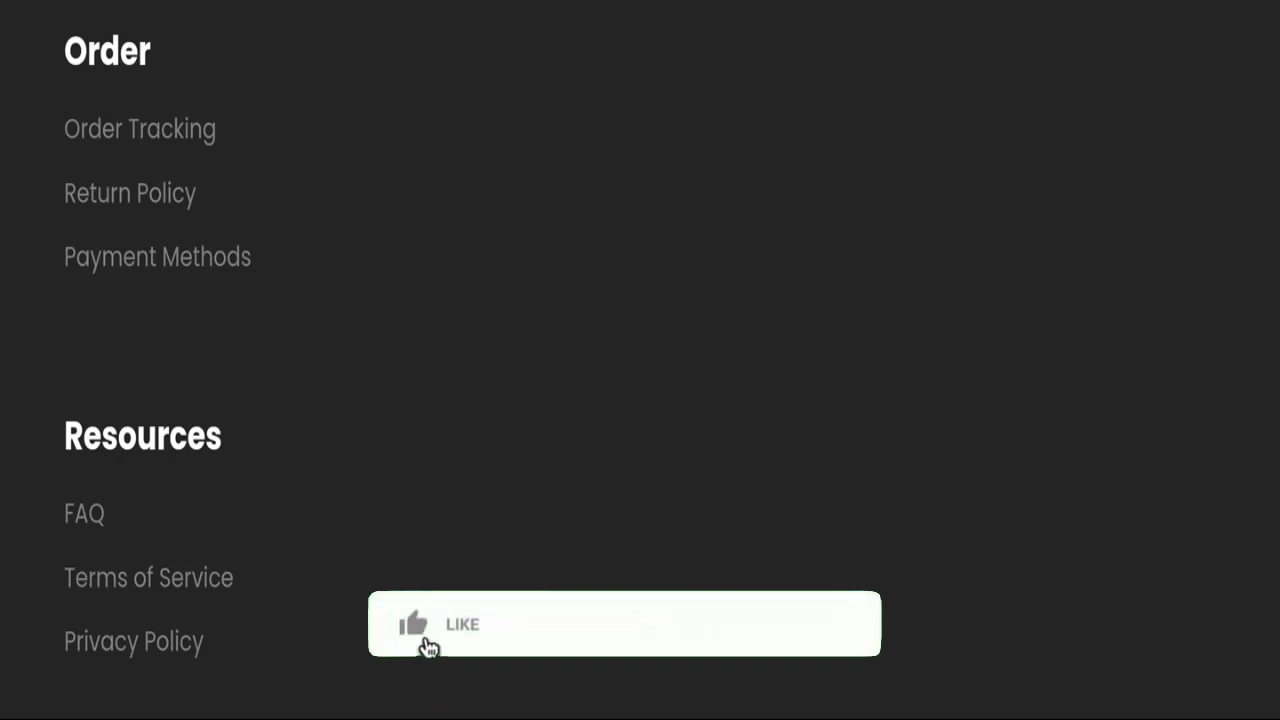 Order
Order Tracking
Return Policy
Payment Methods
Resources
FAQ
Terms of Service
Privacy Policy
LIKE